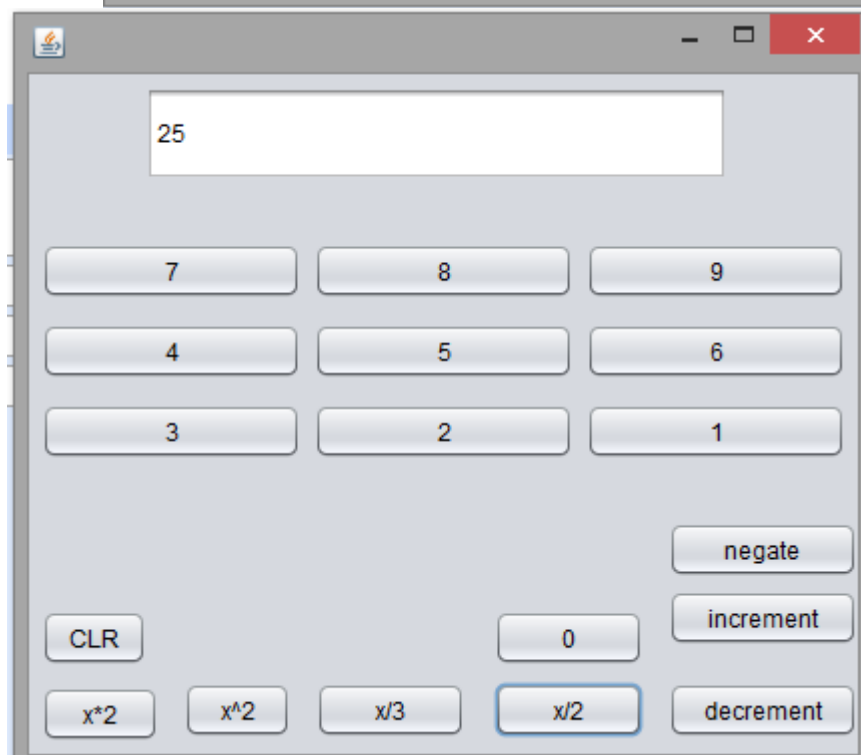 25
7 8 9
4 5 6
3 2 1
negate
increment
CLR 0
x*2 x^2 x/3 x/2 decrement